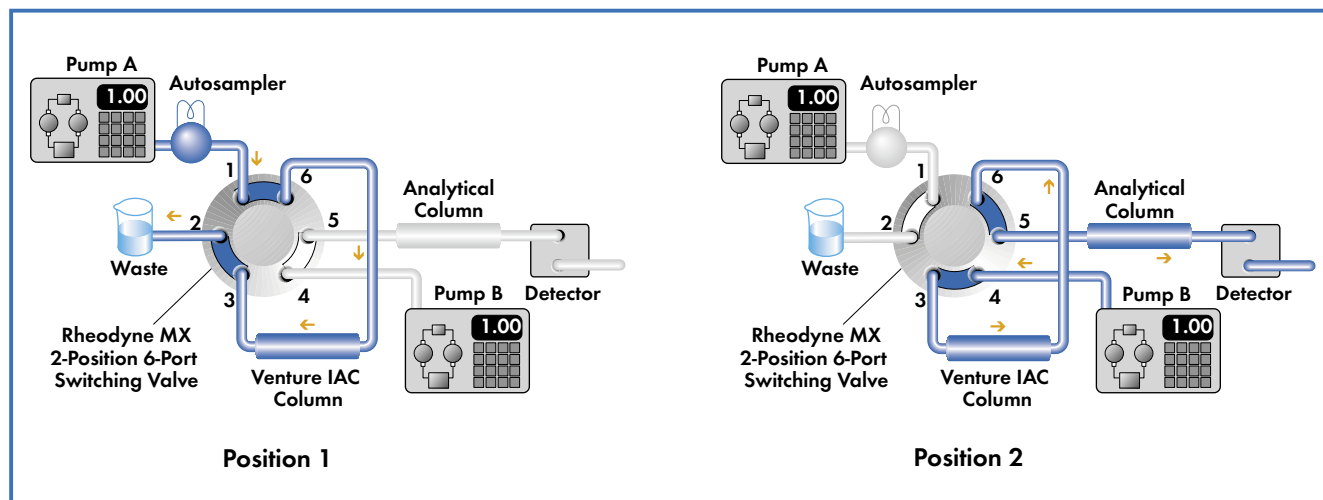 Pump A
1.00
Autosampler
1
6
2
5
3
4
Waste
Analytical
Column
Detector
Pump B
1.00
Rheodyne MX
2-Position 6-Port
Switching Valve
Venture IAC
Column
Position 1
Pump A
1.00
Autosampler
1
6
2
5
3
4
Waste
Analytical
Column
Detector
Pump B
1.00
Rheodyne MX
2-Position 6-Port
Switching Valve
Venture IAC
Column
Position 2